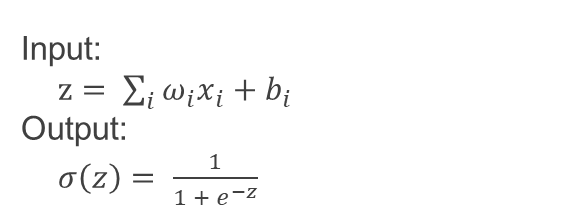 Input:
z = ∑ᵢ ωᵢxᵢ + bᵢ
Output:
σ(z) = 1 / (1 + e⁻ᶻ)